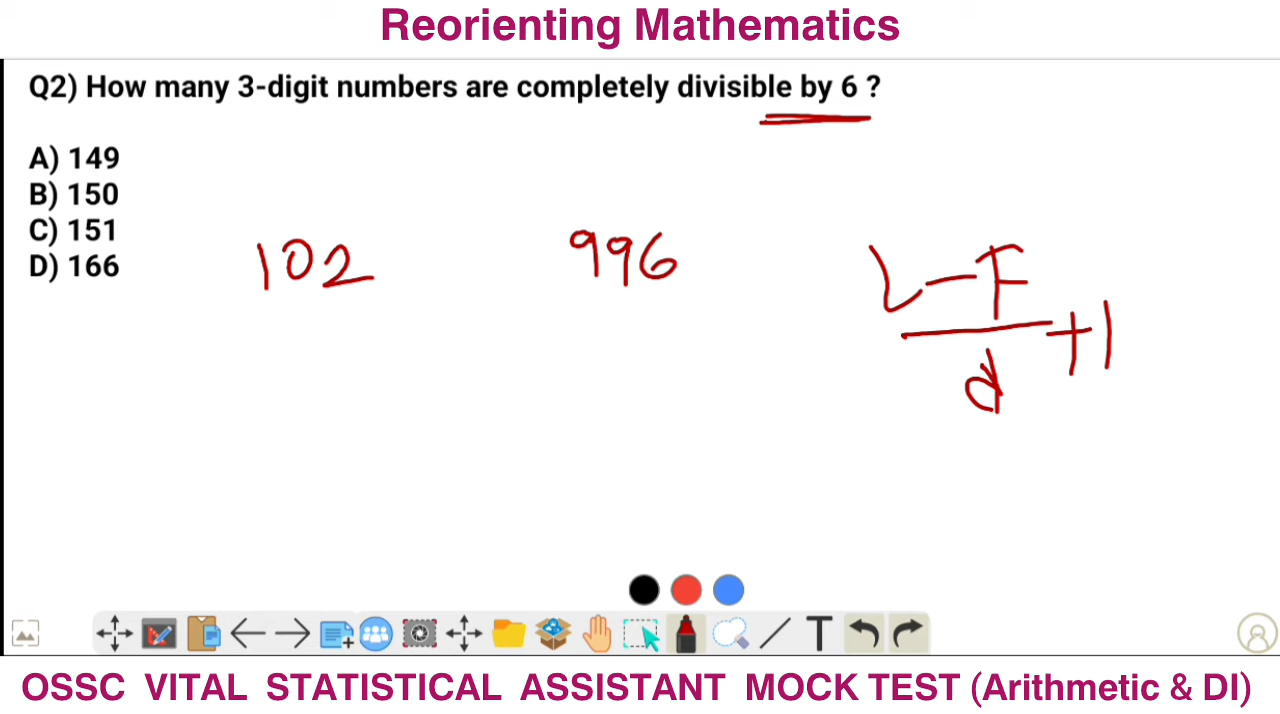 Reorienting Mathematics
Q2) How many 3-digit numbers are completely divisible by 6 ?
A) 149
B) 150
C) 151
D) 166
102
996
L-F
d
+1
T
OSSC VITAL STATISTICAL ASSISTANT MOCK TEST (Arithmetic & DI)